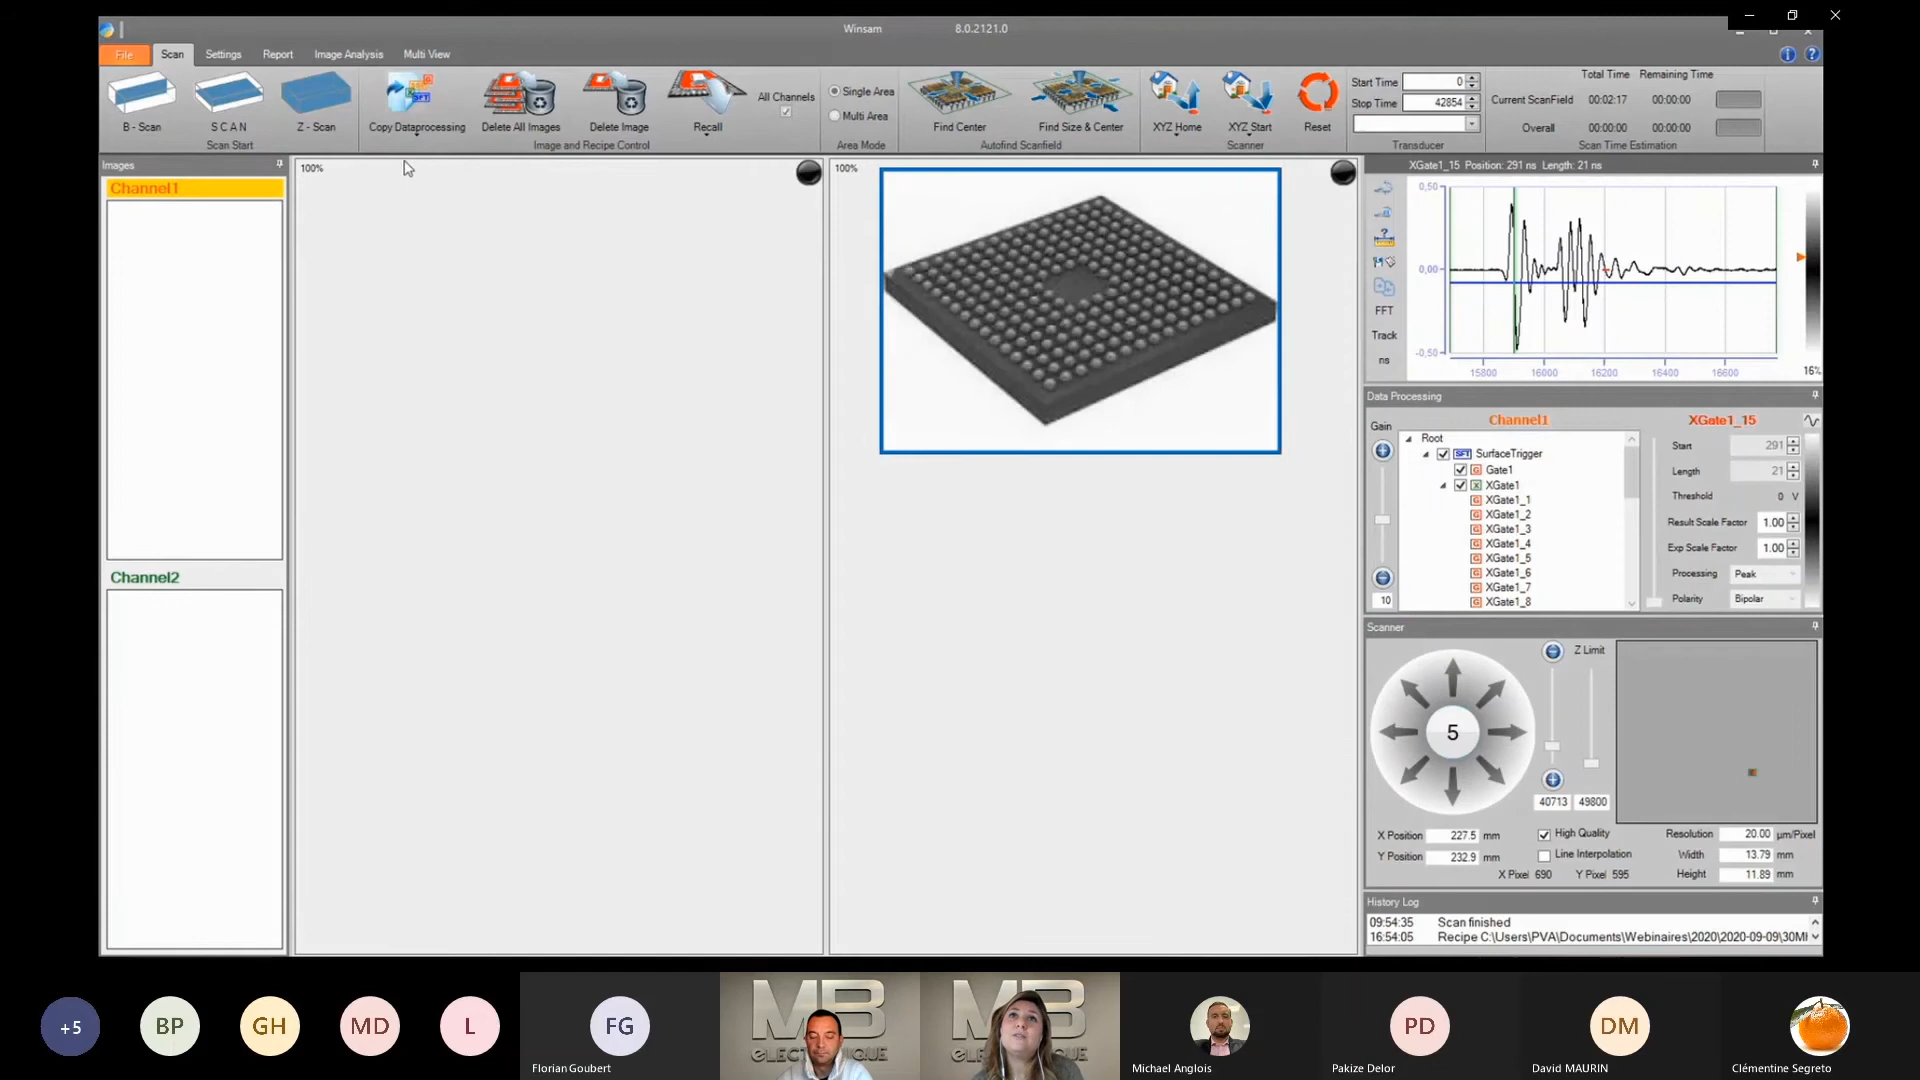 Winsam 8.0.2121.0
File Scan Settings Report Image Analysis Multi View
B - Scan S C A N Z - Scan
Scan Start
Copy Dataprocessing Delete All Images Delete Image Recall All Channels
Image and Recipe Control
Single Area
Multi Area
Area Mode
Find Center Find Size & Center
Autofind Scanfield
XYZ Home XYZ Start Reset
Scanner
Start Time 0
Stop Time 42854
Transducer
Total Time Remaining Time
Current ScanField 00:02:17 00:00:00
Overall 00:00:00 00:00:00
Scan Time Estimation
Images
Channel1
Channel2
100%
100%
XGate1_15 Position: 291 ns Length: 21 ns
FFT
Track
ns
0,50
0,00
-0,50
15800 16000 16200 16400 16600
16%
Data Processing
Gain
10
Channel1
Root
SFT SurfaceTrigger
G Gate1
X XGate1
G XGate1_1
G XGate1_2
G XGate1_3
G XGate1_4
G XGate1_5
G XGate1_6
G XGate1_7
G XGate1_8
XGate1_15
Start 291
Length 21
Threshold 0 V
Result Scale Factor 1.00
Exp Scale Factor 1.00
Processing Peak
Polarity Bipolar
Scanner
5
Z Limit
40713 49800
X Position 227.5 mm
Y Position 232.9 mm
High Quality
Line Interpolation
X Pixel 690 Y Pixel 595
Resolution 20.00 µm/Pixel
Width 13.79 mm
Height 11.89 mm
History Log
09:54:35 Scan finished
16:54:05 Recipe C:\Users\PVA\Documents\Webinaires\2020\2020-09-09\30MI
+5 BP GH MD L FG PD DM
MB
MB
Florian Goubert Michael Anglois Pakize Delor David MAURIN Clémentine Segreto